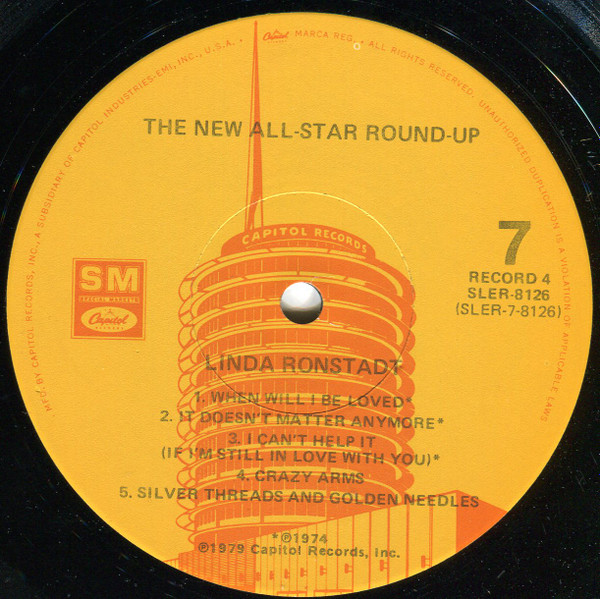 MFD. BY CAPITOL RECORDS, INC., A SUBSIDIARY OF CAPITOL INDUSTRIES-EMI, INC., U.S.A. • Capitol MARCA REG. • ALL RIGHTS RESERVED. UNAUTHORIZED DUPLICATION IS A VIOLATION OF APPLICABLE LAWS.
THE NEW ALL-STAR ROUND-UP
CAPITOL RECORDS
7
RECORD 4
SLER-8126
(SLER-7-8126)
SM
SPECIAL MARKETS
Capitol
RECORDS
LINDA RONSTADT
1. WHEN WILL I BE LOVED*
2. IT DOESN'T MATTER ANYMORE*
3. I CAN'T HELP IT
(IF I'M STILL IN LOVE WITH YOU)*
4. CRAZY ARMS
5. SILVER THREADS AND GOLDEN NEEDLES
*℗1974
℗1979 Capitol Records, Inc.